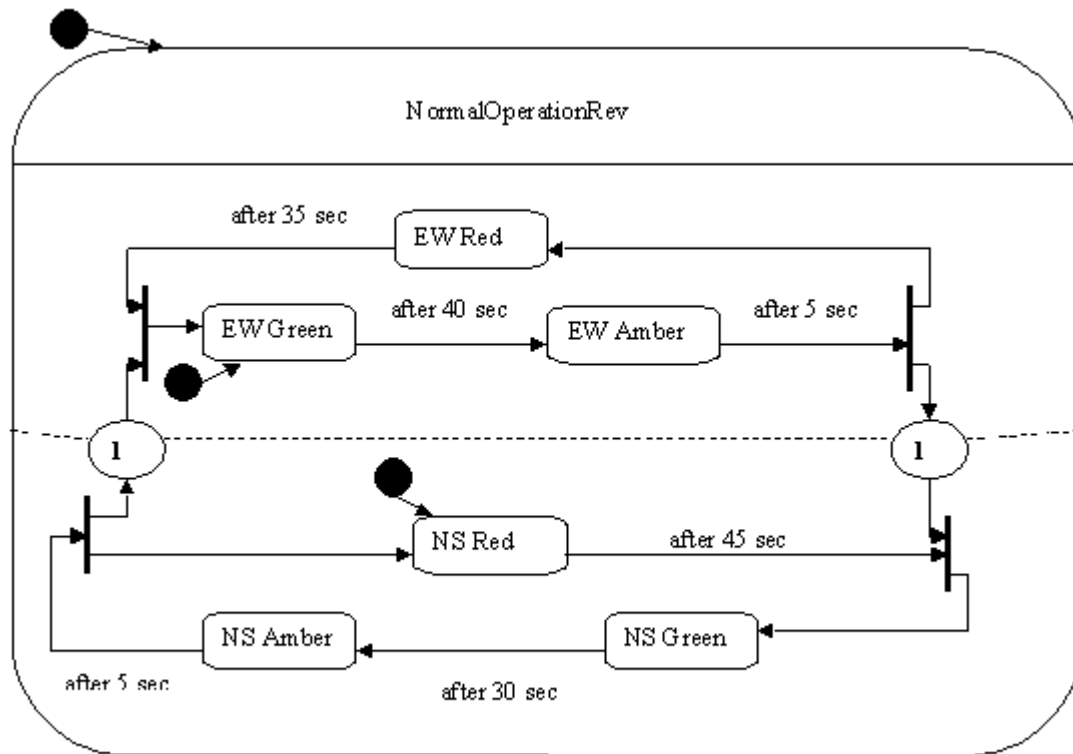 NormalOperationRev
after 35 sec
EW Red
EW Green
after 40 sec
EW Amber
after 5 sec
1
1
NS Red
after 45 sec
NS Amber
NS Green
after 5 sec
after 30 sec